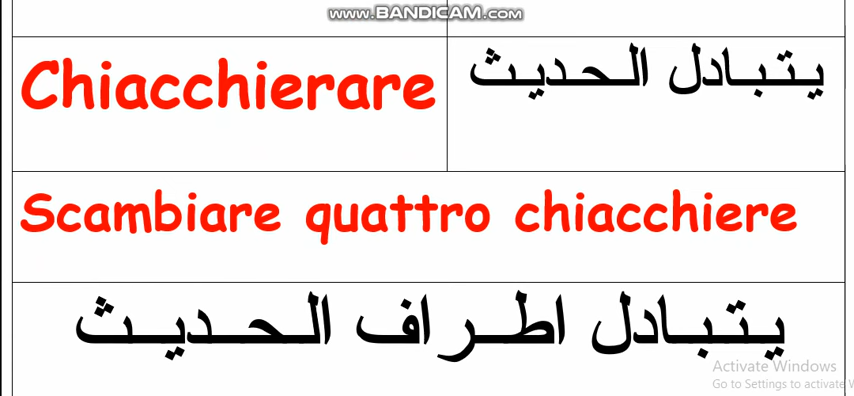 WWW.BANDICAM.COM
Chiacchierare
يتبادل الحديث
Scambiare quattro chiacchiere
يتبادل اطراف الحديث
Activate Windows
Go to Settings to activate W